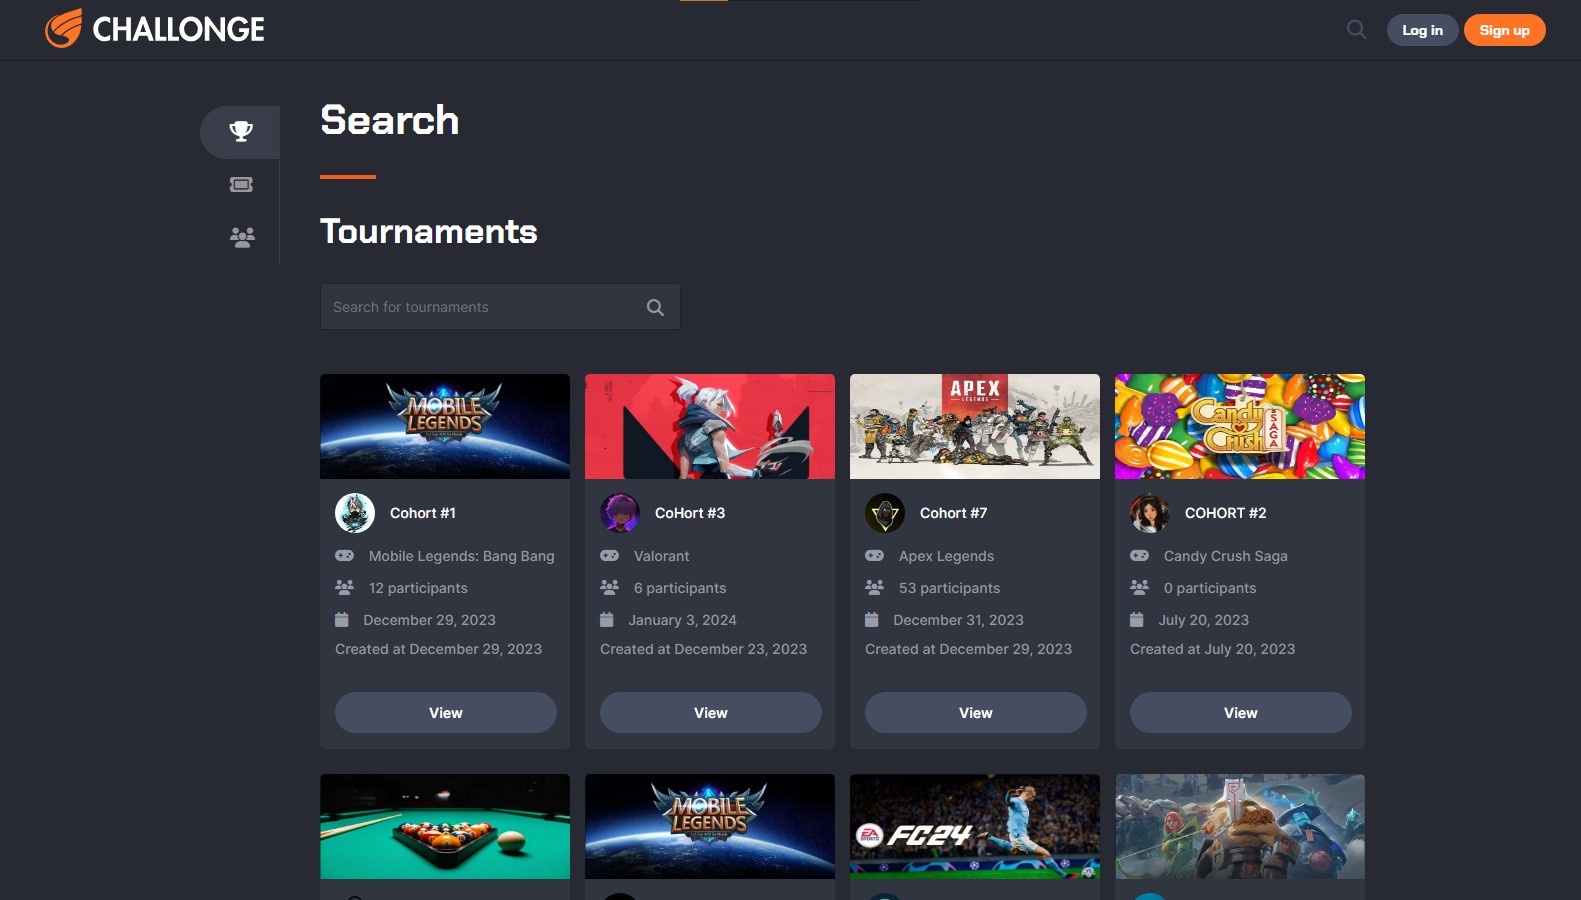 CHALLONGE
Log in
Sign up
Search
Tournaments
Search for tournaments
MOBILE
LEGENDS
APEX
LEGENDS
Candy
Crush
SAGA
Cohort #1
CoHort #3
Cohort #7
COHORT #2
Mobile Legends: Bang Bang
Valorant
Apex Legends
Candy Crush Saga
12 participants
6 participants
53 participants
0 participants
December 29, 2023
January 3, 2024
December 31, 2023
July 20, 2023
Created at December 29, 2023
Created at December 23, 2023
Created at December 29, 2023
Created at July 20, 2023
View
View
View
View
MOBILE
LEGENDS
EA
SPORTS
FC24